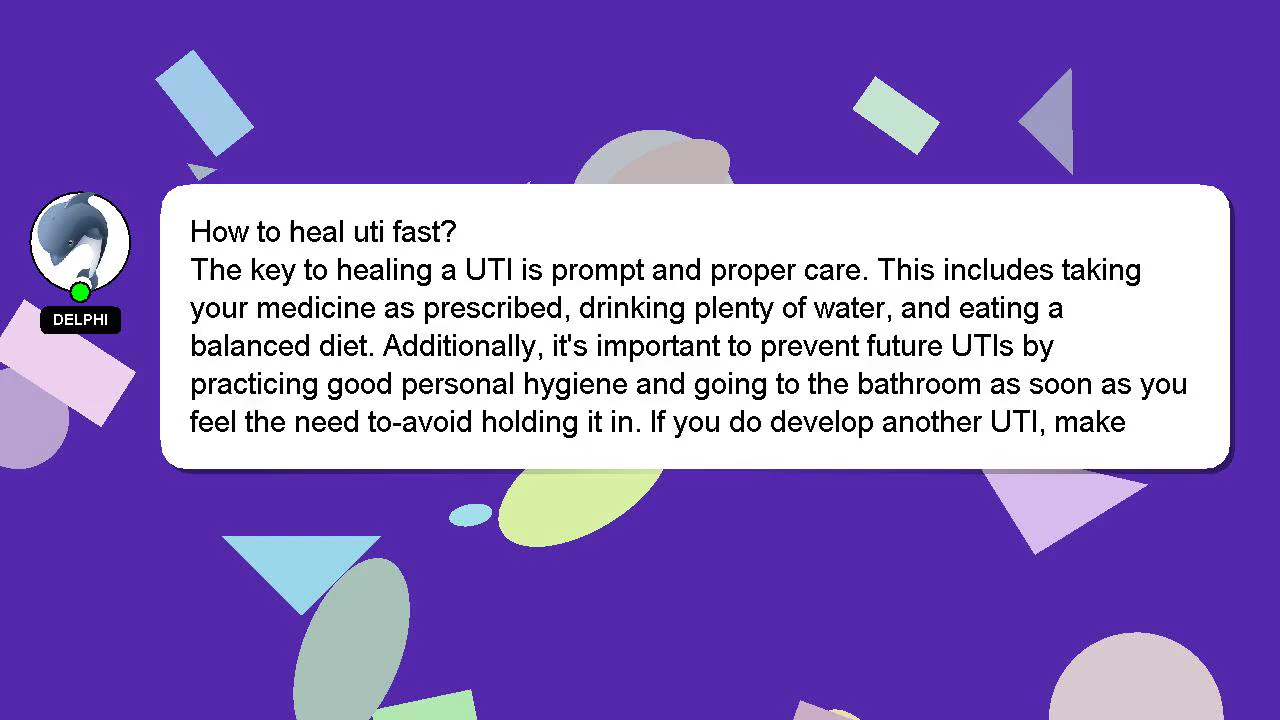 How to heal uti fast?
The key to healing a UTI is prompt and proper care. This includes taking
your medicine as prescribed, drinking plenty of water, and eating a
balanced diet. Additionally, it's important to prevent future UTIs by
practicing good personal hygiene and going to the bathroom as soon as you
feel the need to-avoid holding it in. If you do develop another UTI, make
DELPHI